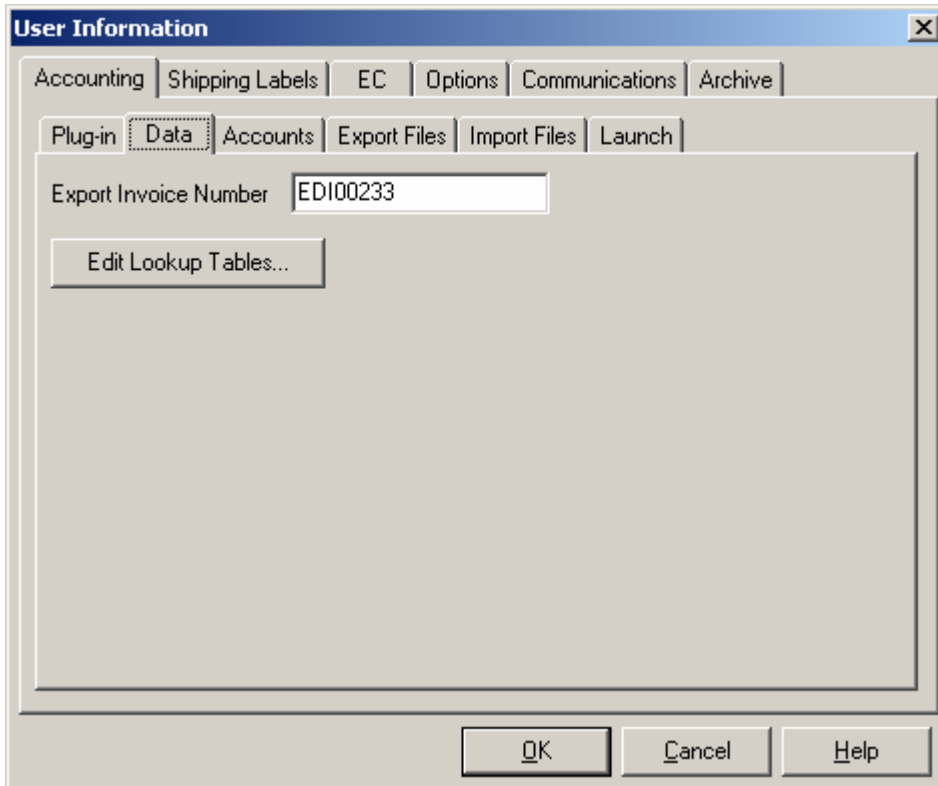 User Information
Accounting Shipping Labels EC Options Communications Archive
Plug-in Data Accounts Export Files Import Files Launch
Export Invoice Number EDI00233
Edit Lookup Tables...
OK Cancel Help